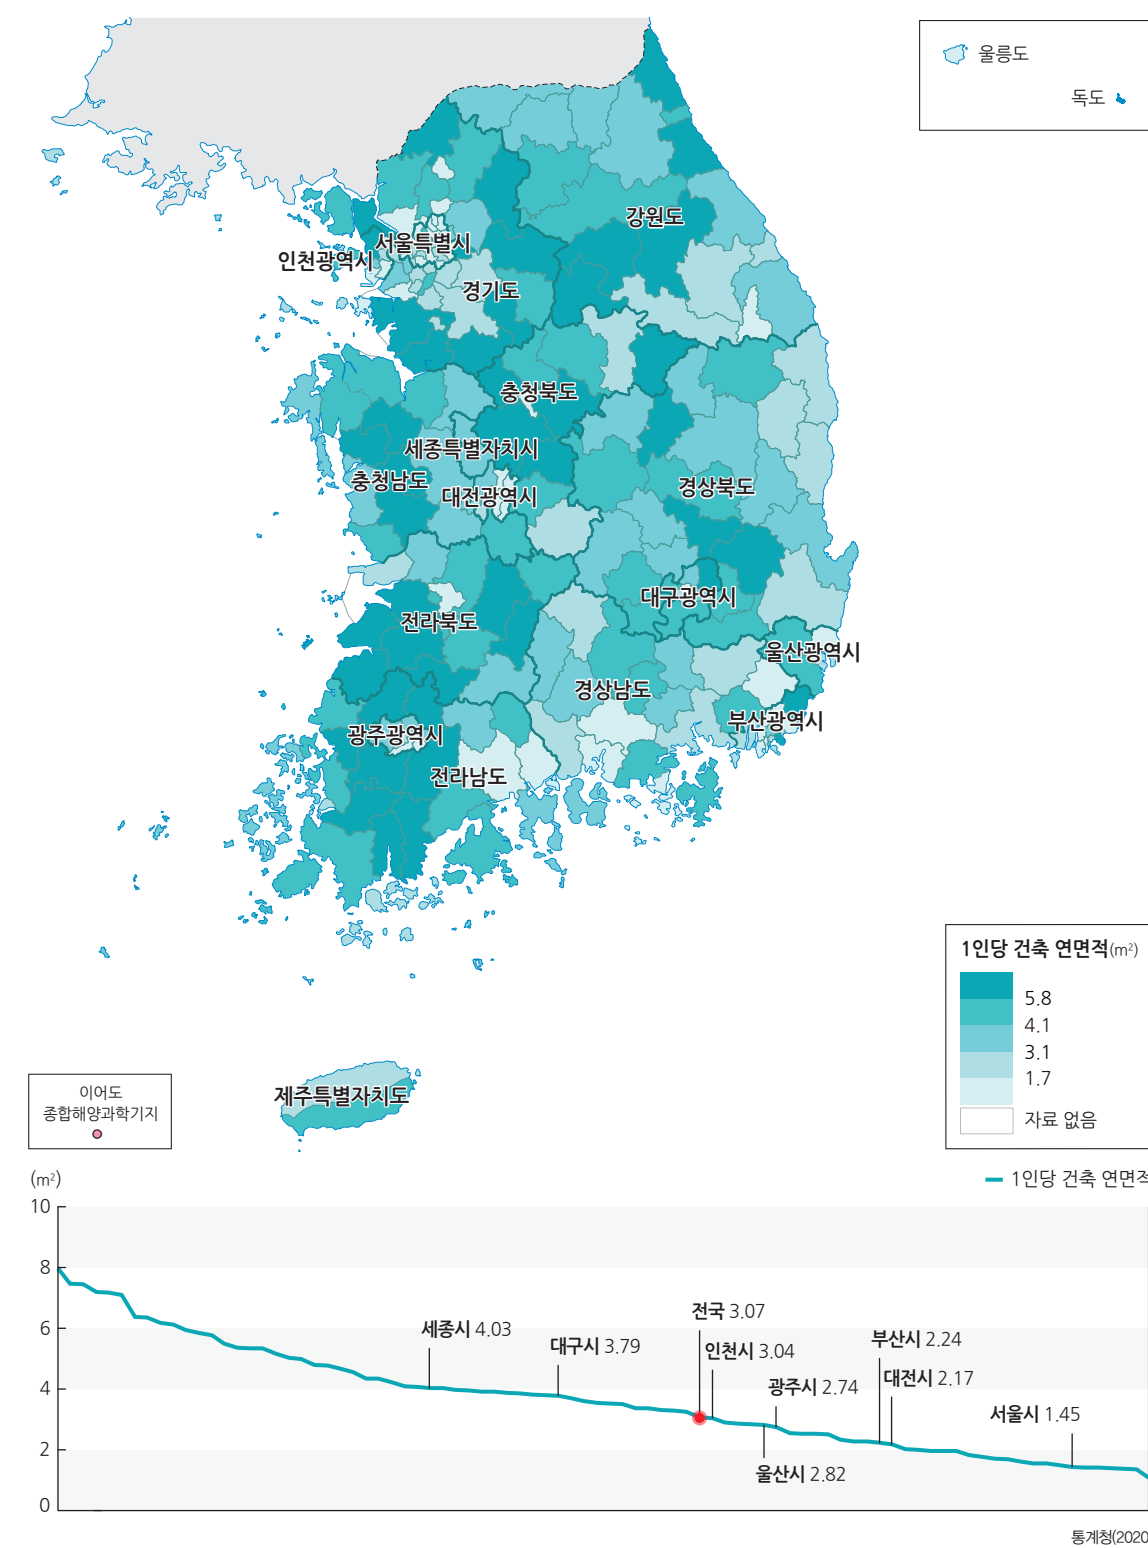 울릉도
독도
강원도
서울특별시
인천광역시
경기도
충청북도
세종특별자치시
충청남도
대전광역시
경상북도
대구광역시
전라북도
울산광역시
경상남도
부산광역시
광주광역시
전라남도
제주특별자치도
이어도
종합해양과학기지
1인당 건축 연면적(m²)
5.8
4.1
3.1
1.7
자료 없음
(m²)
1인당 건축 연면적
10
8
6
4
2
0
세종시 4.03
대구시 3.79
전국 3.07
인천시 3.04
광주시 2.74
부산시 2.24
대전시 2.17
서울시 1.45
울산시 2.82
통계청(2020